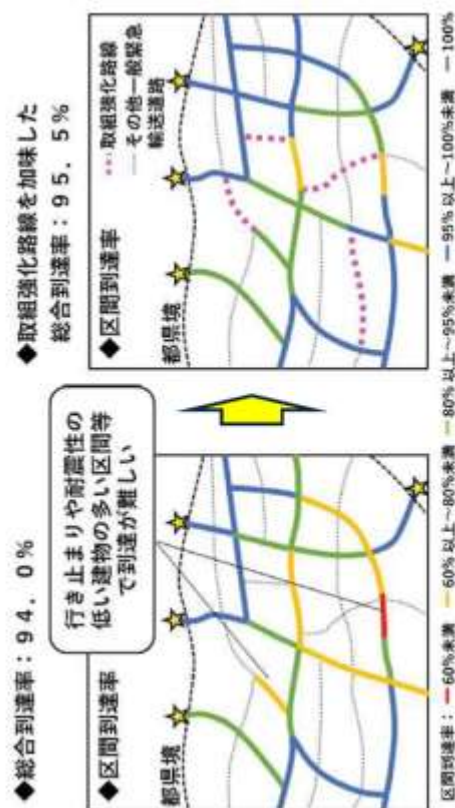 ◆総合到達率：94．0%
行き止まりや耐震性の
低い建物の多い区間等
で到達が難しい
◆区間到達率
都県境
◆取組強化路線を加味した
総合到達率：95．5%
◆区間到達率
都県境
取組強化路線
その他一般緊急
輸送道路
区間到達率： 60%未満 60%以上～80%未満 80%以上～95%未満 95%以上～100%未満 100%